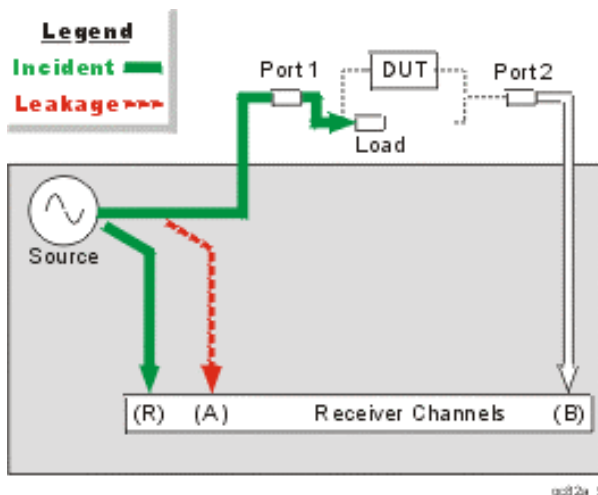 Legend
Incident
Leakage
Port 1
DUT
Port 2
Load
Source
(R) (A) Receiver Channels (B)